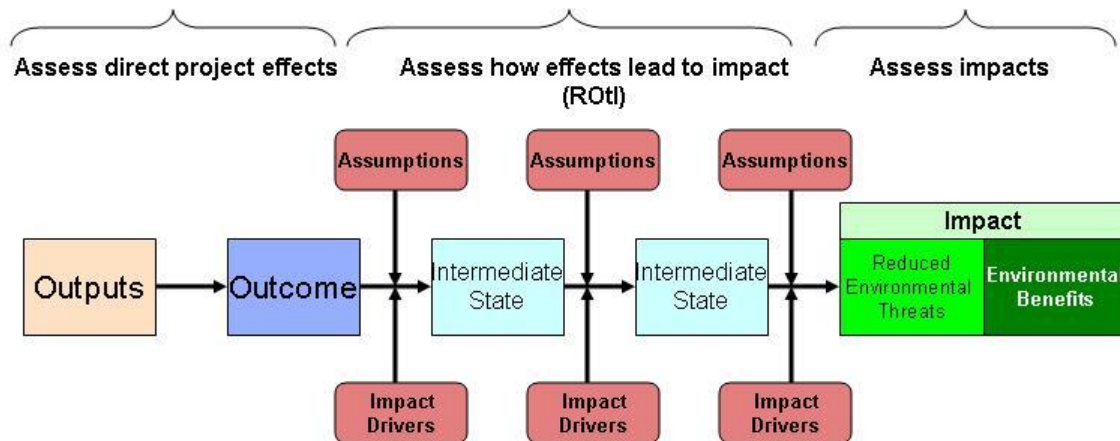 Assess direct project effects
Assess how effects lead to impact
(ROtI)
Assess impacts
Assumptions
Assumptions
Assumptions
Outputs
Outcome
Intermediate
State
Intermediate
State
Impact
Reduced
Environmental
Threats
Environmenta
Benefits
Impact
Drivers
Impact
Drivers
Impact
Drivers